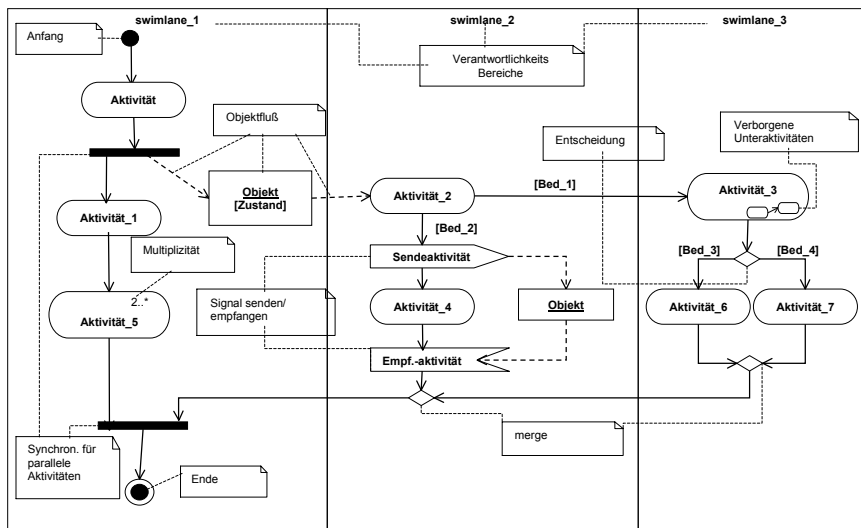 swimlane_1
swimlane_2
swimlane_3
Anfang
Verantwortlichkeits
Bereiche
Aktivität
Objektfluß
Entscheidung
Verborgene
Unteraktivitäten
Objekt
[Zustand]
Aktivität_2
[Bed_1]
Aktivität_3
Aktivität_1
[Bed_2]
Multiplizität
Sendeaktivität
[Bed_3]
[Bed_4]
2..*
Aktivität_5
Signal senden/
empfangen
Aktivität_4
Objekt
Aktivität_6
Aktivität_7
Empf.-aktivität
merge
Synchron. für
parallele
Aktivitäten
Ende